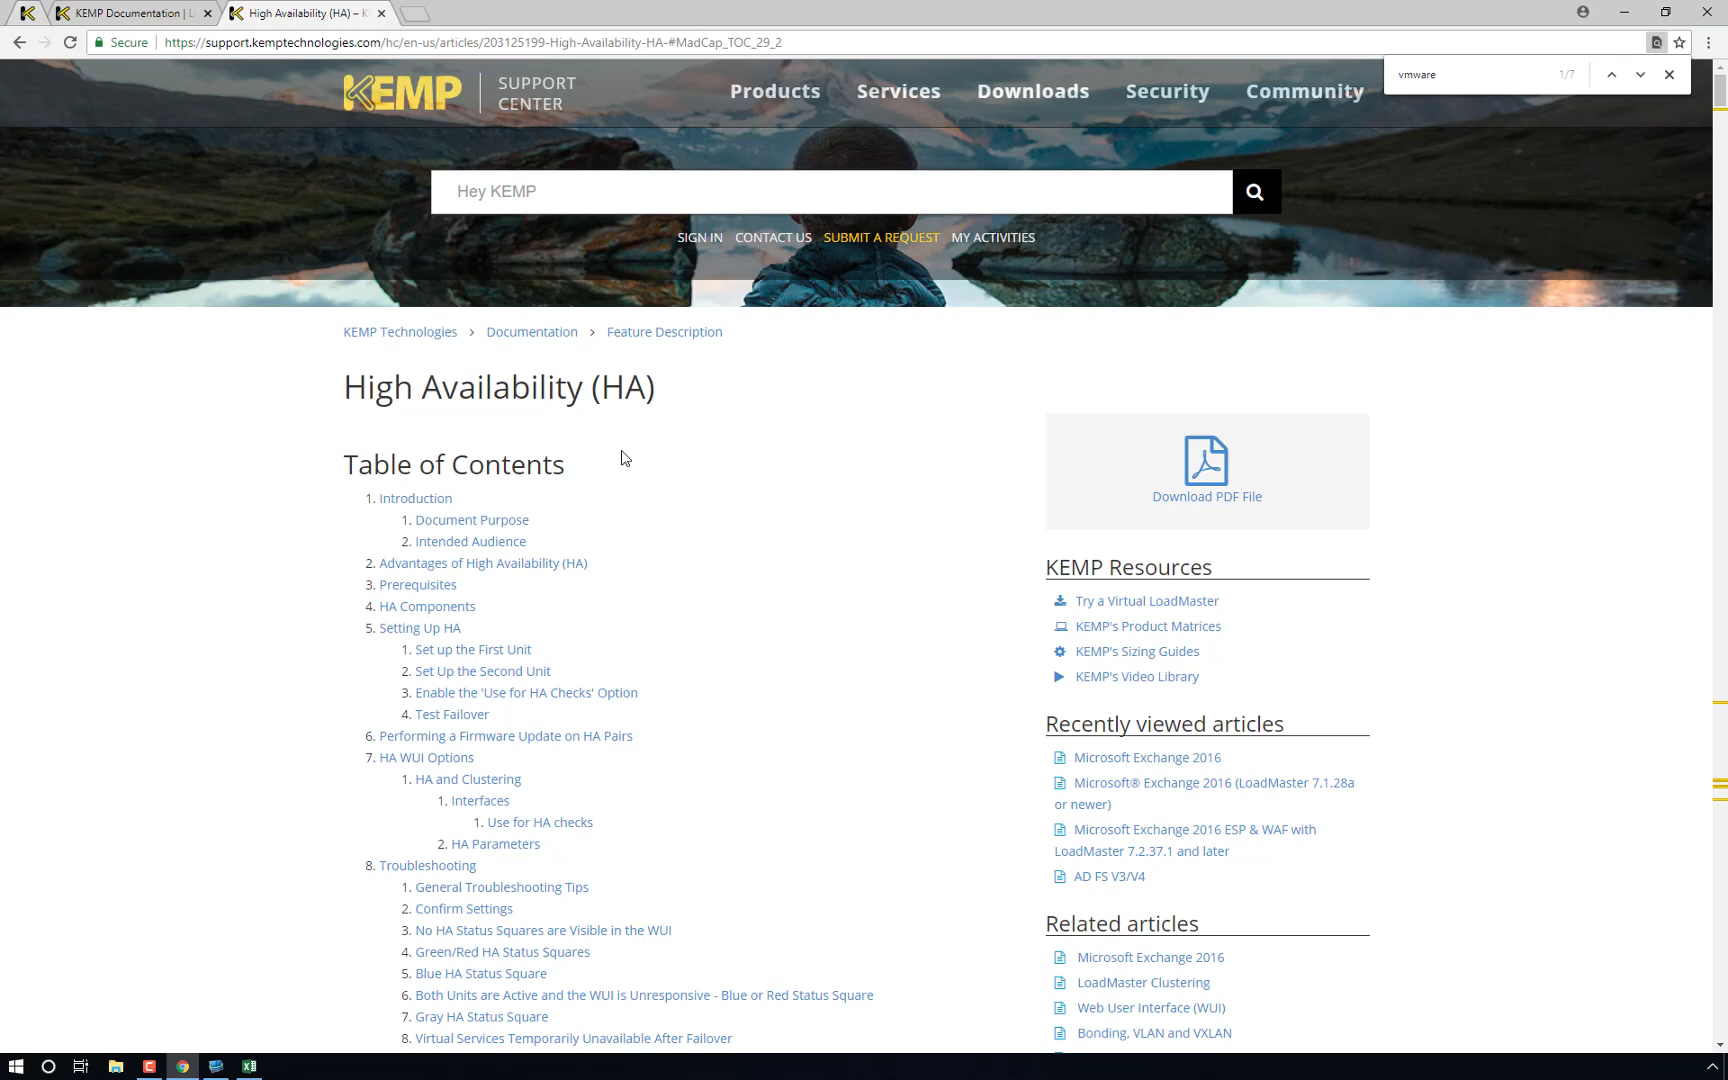 KEMP Documentation | L
High Availability (HA) – K
Secure
https://support.kemptechnologies.com/hc/en-us/articles/203125199-High-Availability-HA-#MadCap_TOC_29_2
vmware 1/7
KEMP SUPPORT CENTER
Products Services Downloads Security Community
Hey KEMP
SIGN IN CONTACT US SUBMIT A REQUEST MY ACTIVITIES
KEMP Technologies > Documentation > Feature Description
High Availability (HA)
Table of Contents
1. Introduction
1. Document Purpose
2. Intended Audience
2. Advantages of High Availability (HA)
3. Prerequisites
4. HA Components
5. Setting Up HA
1. Set up the First Unit
2. Set Up the Second Unit
3. Enable the 'Use for HA Checks' Option
4. Test Failover
6. Performing a Firmware Update on HA Pairs
7. HA WUI Options
1. HA and Clustering
1. Interfaces
1. Use for HA checks
2. HA Parameters
8. Troubleshooting
1. General Troubleshooting Tips
2. Confirm Settings
3. No HA Status Squares are Visible in the WUI
4. Green/Red HA Status Squares
5. Blue HA Status Square
6. Both Units are Active and the WUI is Unresponsive - Blue or Red Status Square
7. Gray HA Status Square
8. Virtual Services Temporarily Unavailable After Failover
Download PDF File
KEMP Resources
Try a Virtual LoadMaster
KEMP's Product Matrices
KEMP's Sizing Guides
KEMP's Video Library
Recently viewed articles
Microsoft Exchange 2016
Microsoft® Exchange 2016 (LoadMaster 7.1.28a
or newer)
Microsoft Exchange 2016 ESP & WAF with
LoadMaster 7.2.37.1 and later
AD FS V3/V4
Related articles
Microsoft Exchange 2016
LoadMaster Clustering
Web User Interface (WUI)
Bonding, VLAN and VXLAN